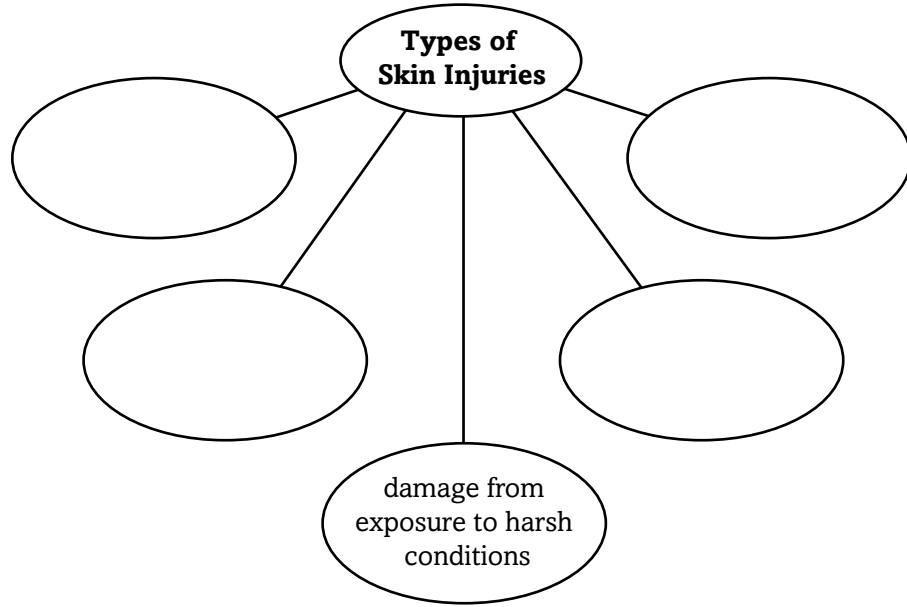 Types of
Skin Injuries
damage from
exposure to harsh
conditions